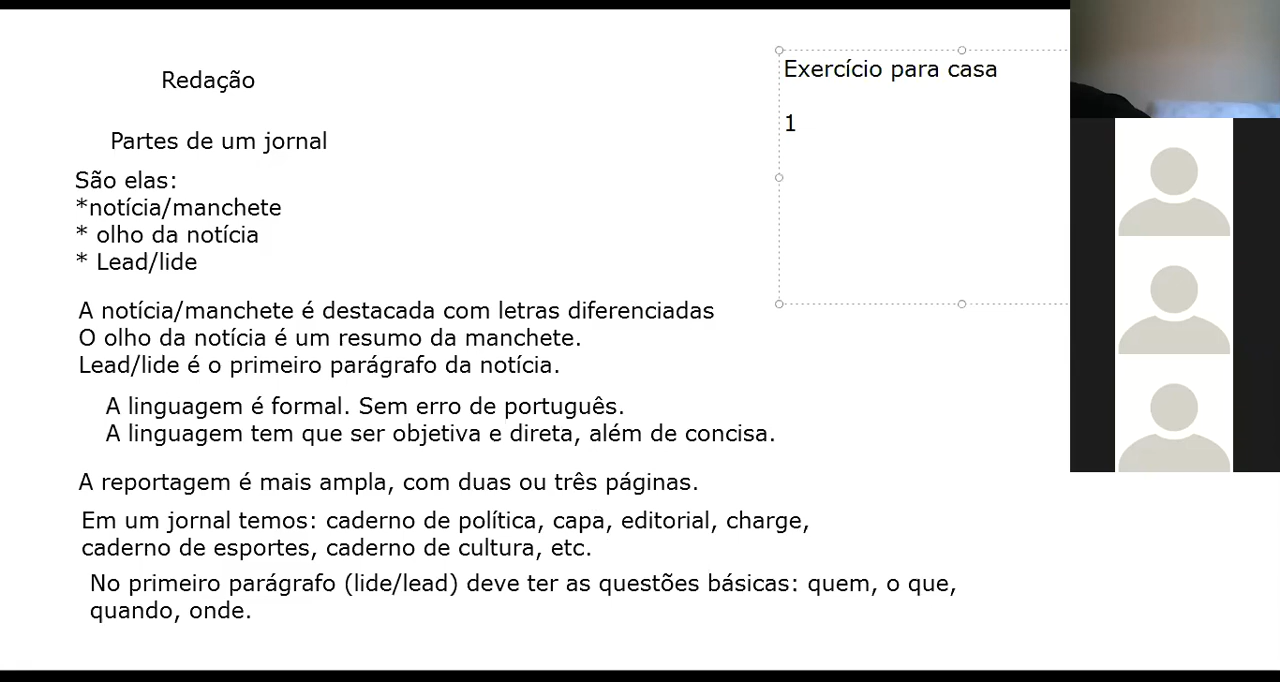 Redação
Partes de um jornal
São elas:
*notícia/manchete
* olho da notícia
* Lead/lide
A notícia/manchete é destacada com letras diferenciadas
O olho da notícia é um resumo da manchete.
Lead/lide é o primeiro parágrafo da notícia.
A linguagem é formal. Sem erro de português.
A linguagem tem que ser objetiva e direta, além de concisa.
A reportagem é mais ampla, com duas ou três páginas.
Em um jornal temos: caderno de política, capa, editorial, charge,
caderno de esportes, caderno de cultura, etc.
No primeiro parágrafo (lide/lead) deve ter as questões básicas: quem, o que,
quando, onde.
Exercício para casa
1